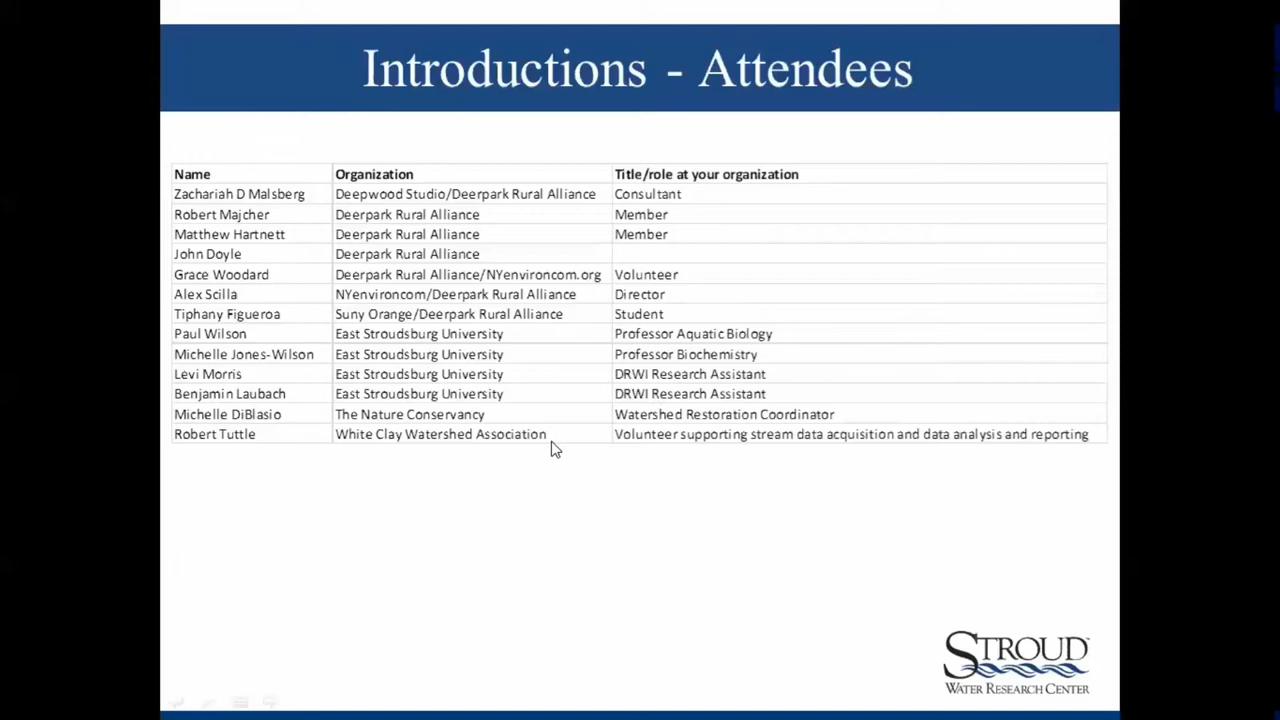 Introductions - Attendees
Name Organization Title/role at your organization
Zachariah D Malsberg Deepwood Studio/Deerpark Rural Alliance Consultant
Robert Majcher Deerpark Rural Alliance Member
Matthew Hartnett Deerpark Rural Alliance Member
John Doyle Deerpark Rural Alliance
Grace Woodard Deerpark Rural Alliance/NYenvironcom.org Volunteer
Alex Scilla NYenvironcom/Deerpark Rural Alliance Director
Tiphany Figueroa Suny Orange/Deerpark Rural Alliance Student
Paul Wilson East Stroudsburg University Professor Aquatic Biology
Michelle Jones-Wilson East Stroudsburg University Professor Biochemistry
Levi Morris East Stroudsburg University DRWI Research Assistant
Benjamin Laubach East Stroudsburg University DRWI Research Assistant
Michelle DiBlasio The Nature Conservancy Watershed Restoration Coordinator
Robert Tuttle White Clay Watershed Association Volunteer supporting stream data acquisition and data analysis and reporting
STROUD™
WATER RESEARCH CENTER